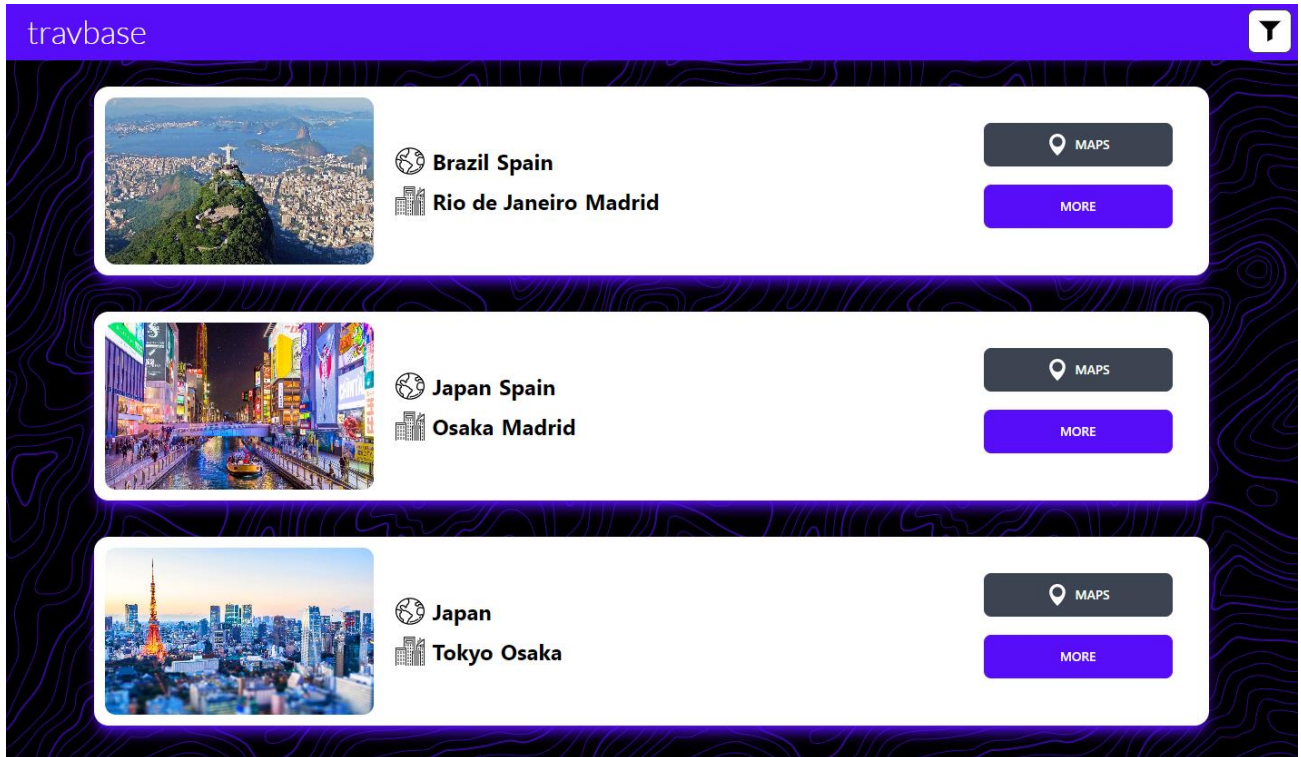 travbase
Brazil Spain
Rio de Janeiro Madrid
MAPS
MORE
Japan Spain
Osaka Madrid
MAPS
MORE
Japan
Tokyo Osaka
MAPS
MORE